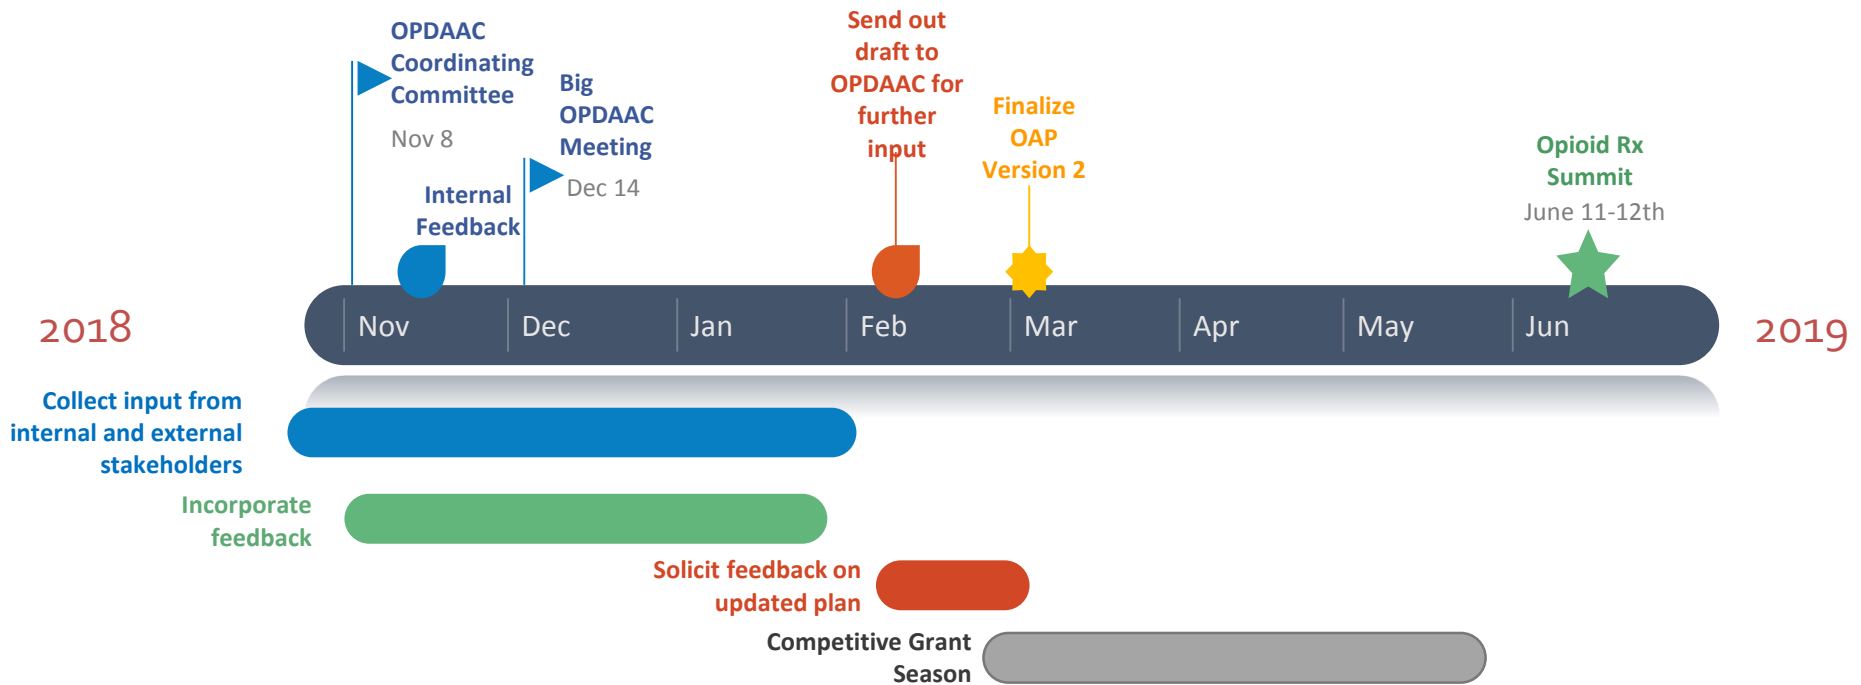 OPDAAC
Coordinating
Committee
Nov 8
Internal
Feedback
Big
OPDAAC
Meeting
Dec 14
Send out
draft to
OPDAAC for
further
input
Finalize
OAP
Version 2
Opioid Rx
Summit
June 11-12th
2018
Nov
Dec
Jan
Feb
Mar
Apr
May
Jun
2019
Collect input from
internal and external
stakeholders
Incorporate
feedback
Solicit feedback on
updated plan
Competitive Grant
Season